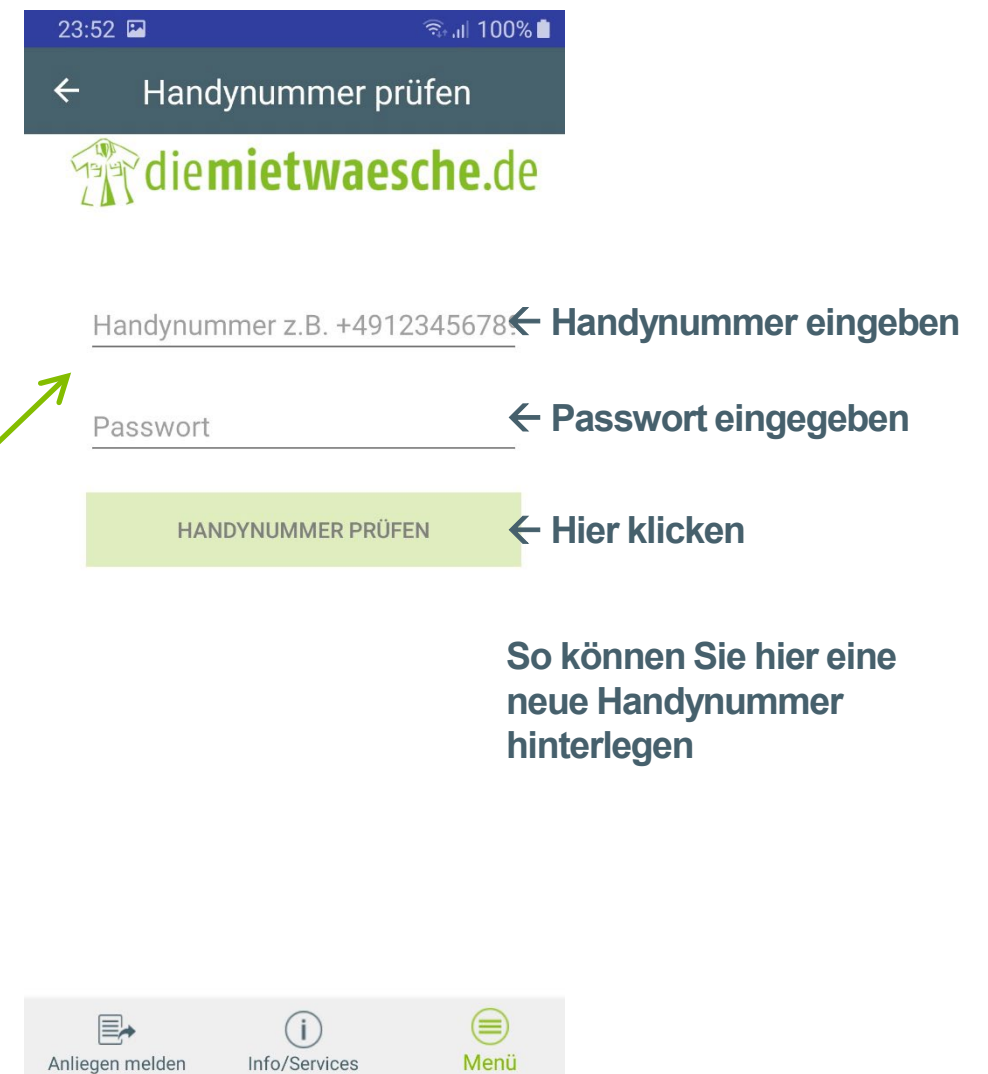 23:52 100%
Handynummer prüfen
diemietwaesche.de
Handynummer z.B. +49123456789
← Handynummer eingeben
Passwort
← Passwort eingegeben
HANDYNUMMER PRÜFEN
← Hier klicken
So können Sie hier eine
neue Handynummer
hinterlegen
Anliegen melden Info/Services Menü